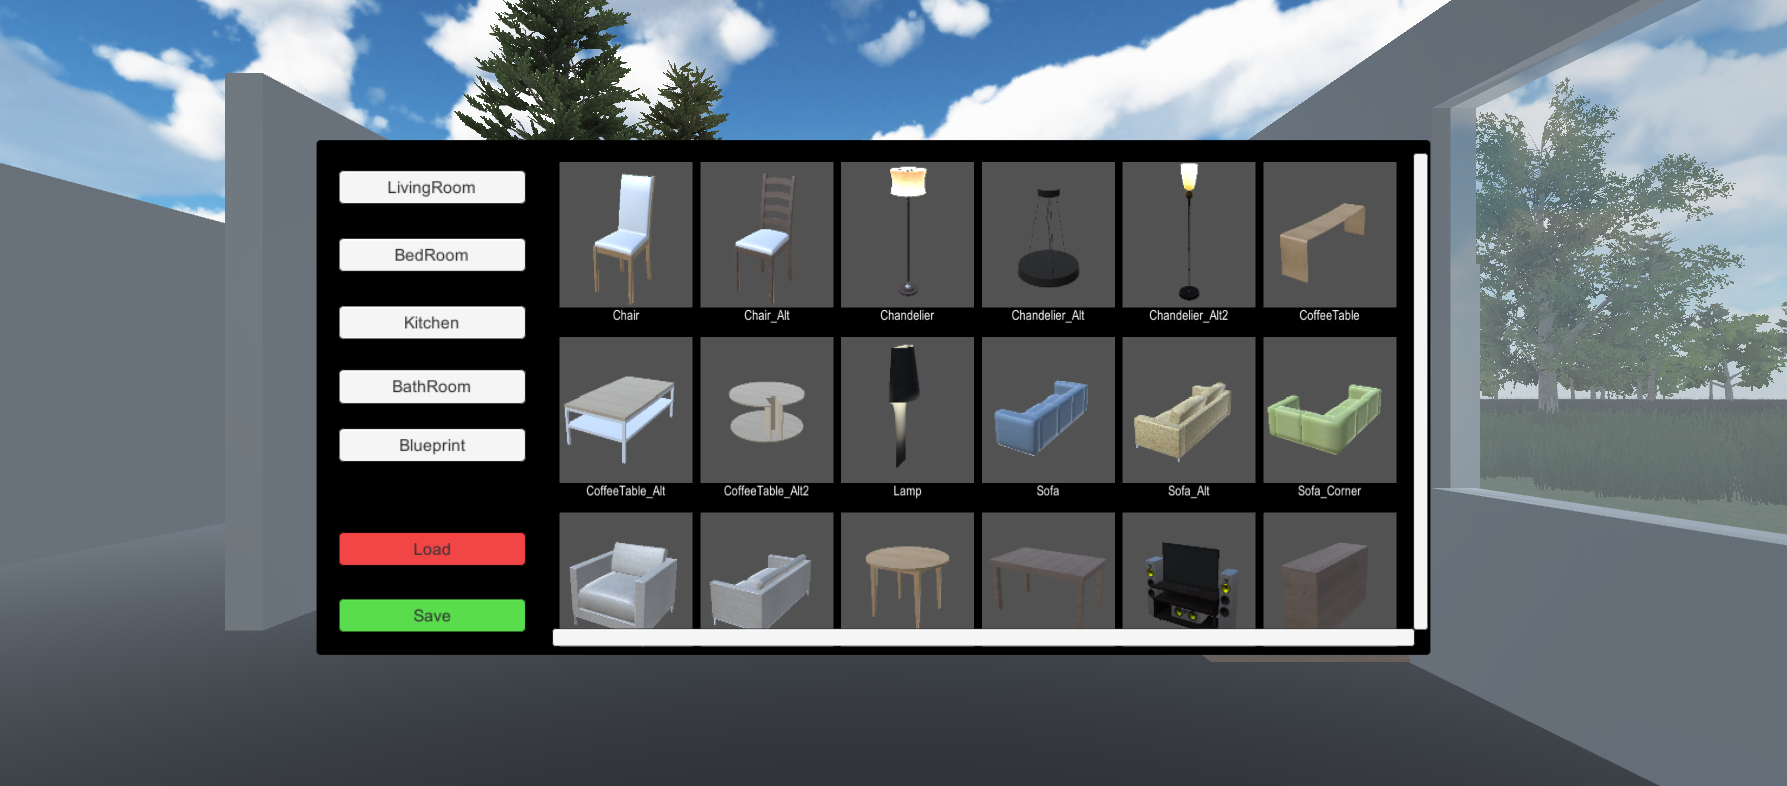 LivingRoom
BedRoom
Kitchen
BathRoom
Blueprint
Load
Save
Chair
Chair_Alt
Chandelier
Chandelier_Alt
Chandelier_Alt2
CoffeeTable
CoffeeTable_Alt
CoffeeTable_Alt2
Lamp
Sofa
Sofa_Alt
Sofa_Corner